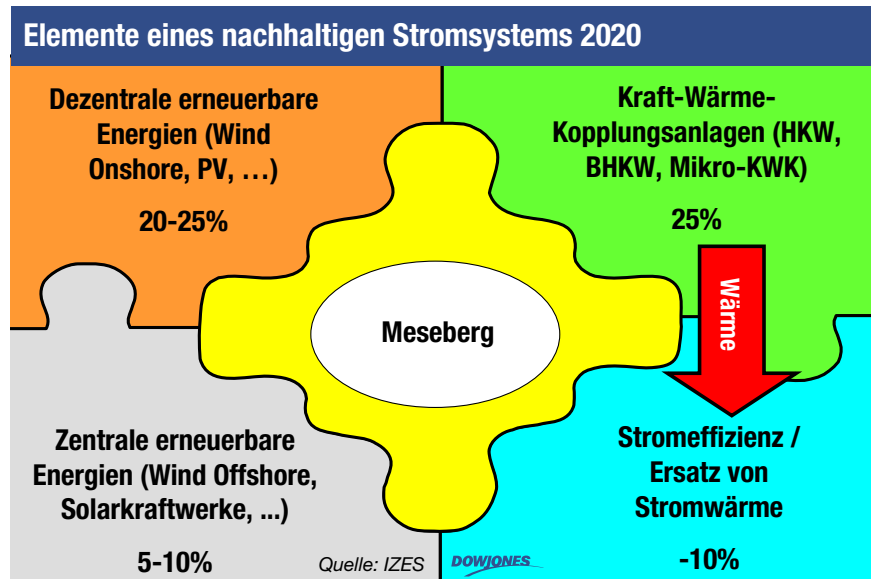 Elemente eines nachhaltigen Stromsystems 2020
Dezentrale erneuerbare
Energien (Wind
Onshore, PV, …)
20-25%
Kraft-Wärme-
Kopplungsanlagen (HKW,
BHKW, Mikro-KWK)
25%
Wärme
Meseberg
Zentrale erneuerbare
Energien (Wind Offshore,
Solarkraftwerke, ...)
5-10%
Stromeffizienz /
Ersatz von
Stromwärme
-10%
Quelle: IZES
DOWJONES